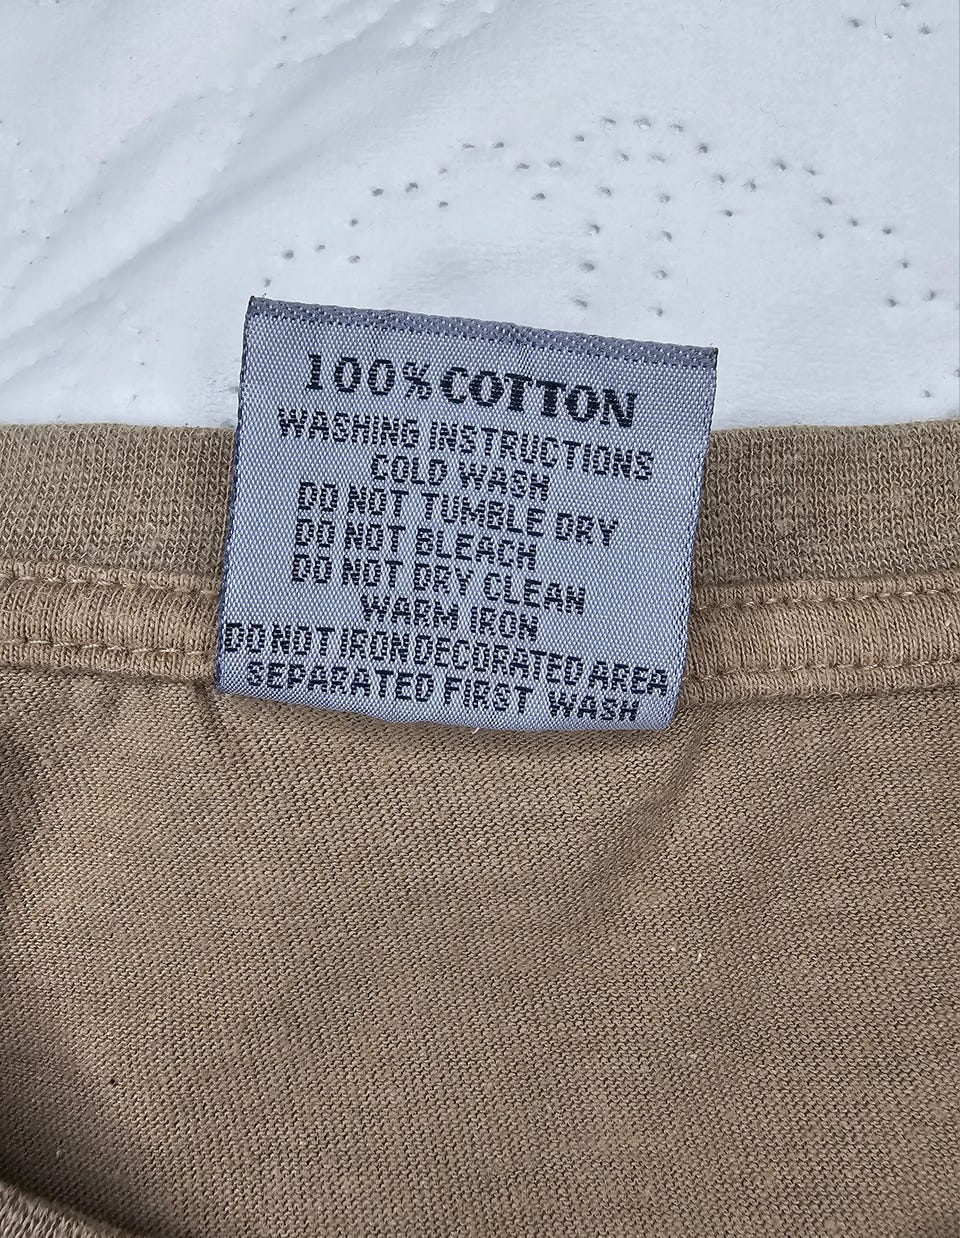 100% COTTON
WASHING INSTRUCTIONS
COLD WASH
DO NOT TUMBLE DRY
DO NOT BLEACH
DO NOT DRY CLEAN
WARM IRON
DO NOT IRON DECORATED AREA
SEPARATED FIRST WASH